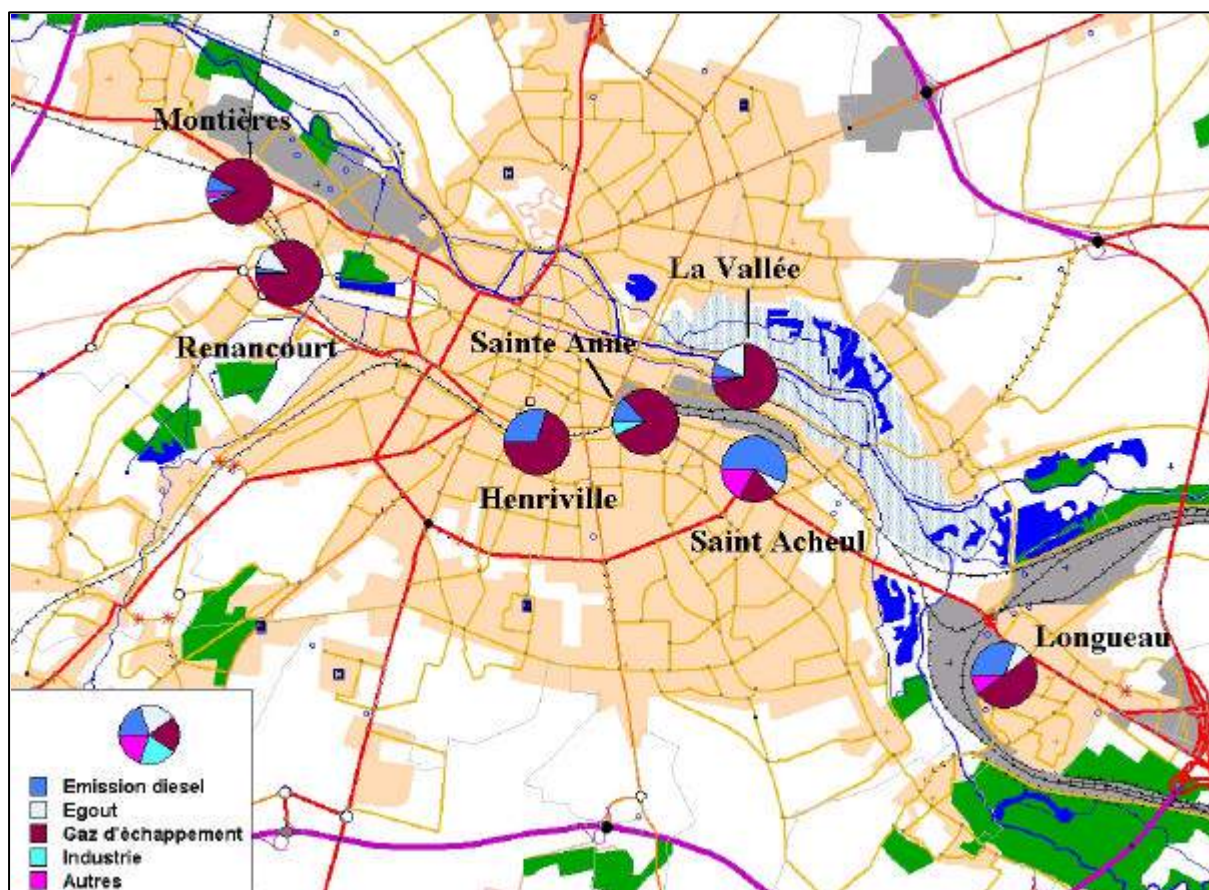 Montières
La Vallée
Renancourt
Sainte Anne
Henriville
Saint Acheul
Longueau
Emission diesel
Egout
Gaz d'échappement
Industrie
Autres
H
H